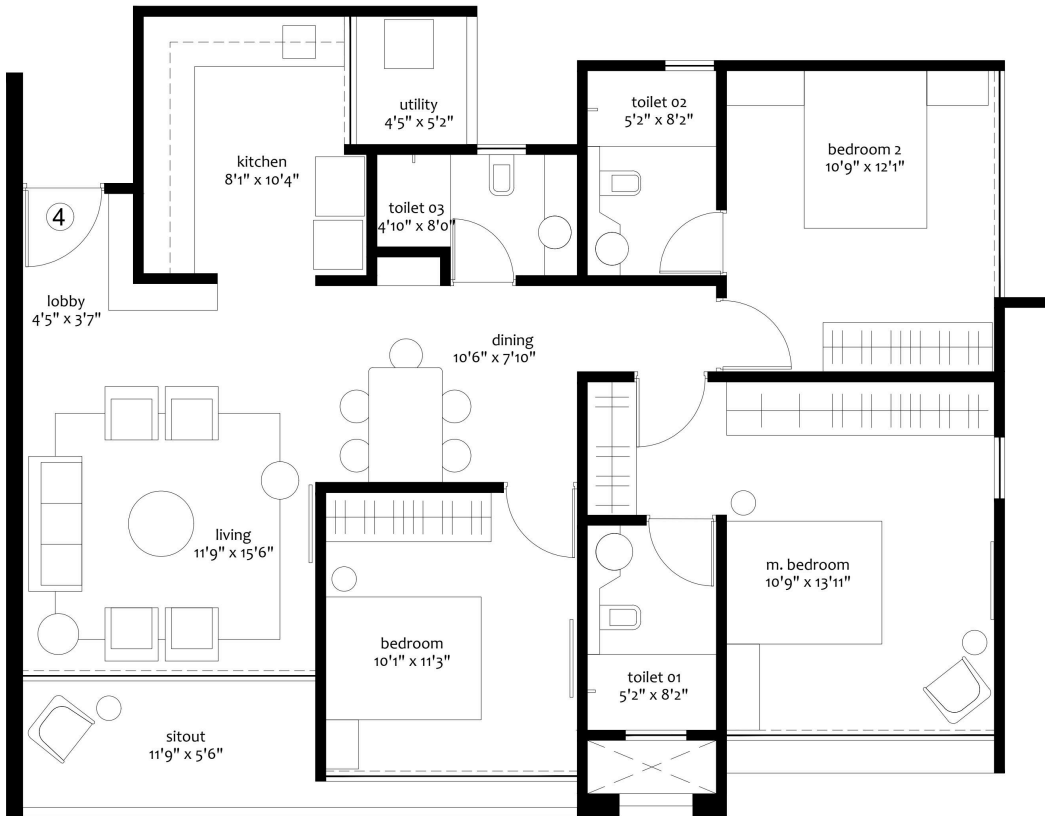 utility
4'5" x 5'2"
toilet 02
5'2" x 8'2"
kitchen
8'1" x 10'4"
bedroom 2
10'9" x 12'1"
4
toilet 03
4'10" x 8'0"
lobby
4'5" x 3'7"
dining
10'6" x 7'10"
living
11'9" x 15'6"
m. bedroom
10'9" x 13'11"
bedroom
10'1" x 11'3"
toilet 01
5'2" x 8'2"
sitout
11'9" x 5'6"